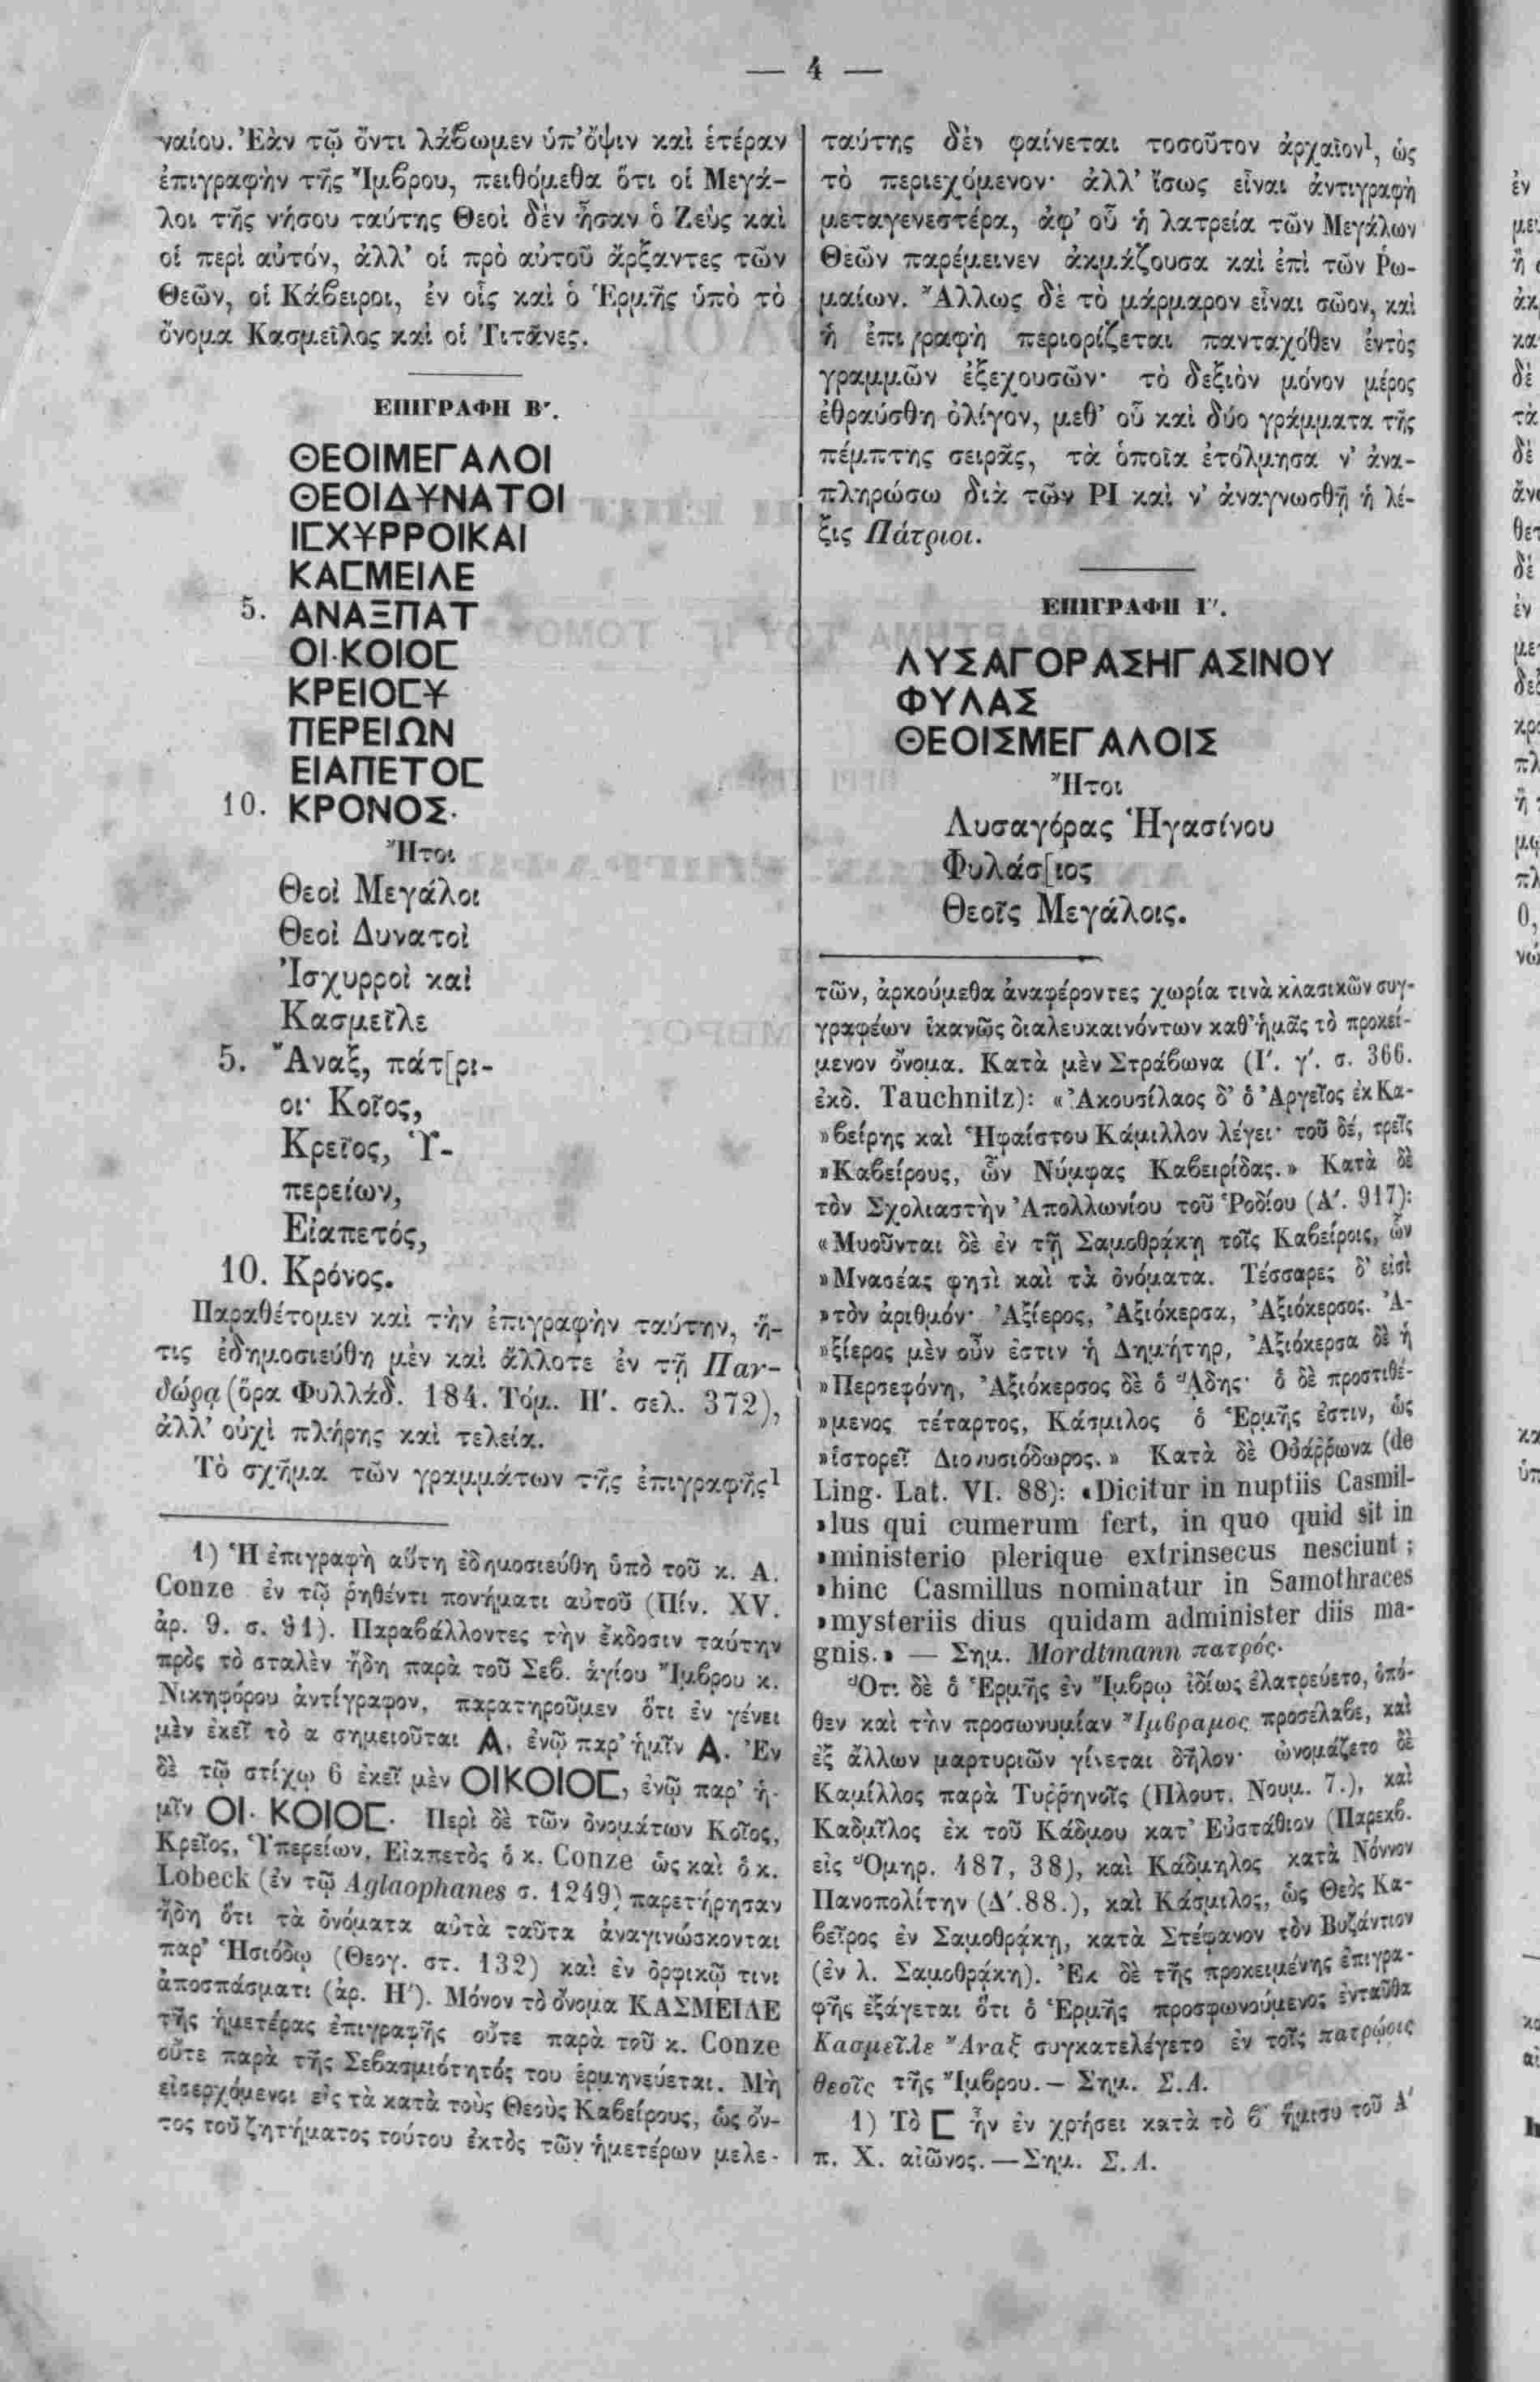 — 4 —
ναίου. Ἐὰν τῷ ὄντι λάβωμεν ὑπ' ὄψιν καὶ ἑτέραν
ἐπιγραφὴν τῆς Ἴμβρου, πειθόμεθα ὅτι οἱ Μεγά-
λοι τῆς νήσου ταύτης Θεοὶ δὲν ἦσαν ὁ Ζεὺς καὶ
οἱ περὶ αὐτόν, ἀλλ' οἱ πρὸ αὐτοῦ ἄρξαντες τῶν
Θεῶν, οἱ Κάβειροι, ἐν οἷς καὶ ὁ Ἑρμῆς ὑπὸ τὸ
ὄνομα Κασμεῖλος καὶ οἱ Τιτᾶνες.
ΕΠΙΓΡΑΦΗ Β΄.
ΘΕΟΙΜΕΓΑΛΟΙ
ΘΕΟΙΔΥΝΑΤΟΙ
ΙΣΧΥΡΡΟΙΚΑΙ
ΚΑΣΜΕΙΛΕ
5. ΑΝΑΞΠΑΤ
ΟΙ·ΚΟΙΟΣ
ΚΡΕΙΟΣΥ
ΠΕΡΕΙΩΝ
ΕΙΑΠΕΤΟΣ
10. ΚΡΟΝΟΣ·
Ἤτοι
Θεοὶ Μεγάλοι
Θεοὶ Δυνατοὶ
Ἰσχυρροὶ καὶ
Κασμεῖλε
5. Ἄναξ, πάτ[ρι-
οι· Κοῖος,
Κρεῖος, Ὑ-
περείων,
Εἰαπετός,
10. Κρόνος.
Παραθέτομεν καὶ τὴν ἐπιγραφὴν ταύτην, ἥ-
τις ἐδημοσιεύθη μὲν καὶ ἄλλοτε ἐν τῇ Παν-
δώρᾳ (ὅρα Φυλλάδ. 184. Τόμ. Η΄. σελ. 372),
ἀλλ' οὐχὶ πλήρης καὶ τελεία.
Τὸ σχῆμα τῶν γραμμάτων τῆς ἐπιγραφῆς1
1) Ἡ ἐπιγραφὴ αὕτη ἐδημοσιεύθη ὑπὸ τοῦ κ. Α.
Conze ἐν τῷ ῥηθέντι πονήματι αὐτοῦ (Πίν. XV.
ἀρ. 9. σ. 91). Παραβάλλοντες τὴν ἔκδοσιν ταύτην
πρὸς τὸ σταλὲν ἤδη παρὰ τοῦ Σεβ. ἁγίου Ἴμβρου κ.
Νικηφόρου ἀντίγραφον, παρατηροῦμεν ὅτι ἐν γένει
μὲν ἐκεῖ τὸ α σημειοῦται Α, ἐνῷ παρ' ἡμῖν Α. Ἐν
δὲ τῷ στίχῳ 6 ἐκεῖ μὲν ΟΙΚΟΙΟΣ, ἐνῷ παρ' ἡ-
μῖν ΟΙ· ΚΟΙΟΣ· Περὶ δὲ τῶν ὀνομάτων Κοῖος,
Κρεῖος, Ὑπερείων, Εἰαπετὸς ὁ κ. Conze ὡς καὶ ὁ κ.
Lobeck (ἐν τῷ Aglaophanes σ. 1249) παρετήρησαν
ἤδη ὅτι τὰ ὀνόματα αὐτὰ ταῦτα ἀναγινώσκονται
παρ' Ἡσιόδῳ (Θεογ. στ. 132) καὶ ἐν ὀρφικῷ τινι
ἀποσπάσματι (ἀρ. Η΄). Μόνον τὸ ὄνομα ΚΑΣΜΕΙΛΕ
τῆς ἡμετέρας ἐπιγραφῆς οὔτε παρὰ τοῦ κ. Conze
οὔτε παρὰ τῆς Σεβασμιότητός του ἑρμηνεύεται. Μὴ
εἰσερχόμενοι εἰς τὰ κατὰ τοὺς Θεοὺς Καβείρους, ὡς ὄν-
τος τοῦ ζητήματος τούτου ἐκτὸς τῶν ἡμετέρων μελε-
ταύτης δὲν φαίνεται τοσοῦτον ἀρχαῖον1, ὡς
τὸ περιεχόμενον· ἀλλ' ἴσως εἶναι ἀντιγραφὴ
μεταγενεστέρα, ἀφ' οὗ ἡ λατρεία τῶν Μεγάλων
Θεῶν παρέμεινεν ἀκμάζουσα καὶ ἐπὶ τῶν Ῥω-
μαίων. Ἄλλως δὲ τὸ μάρμαρον εἶναι σῶον, καὶ
ἡ ἐπιγραφὴ περιορίζεται πανταχόθεν ἐντὸς
γραμμῶν ἐξεχουσῶν· τὸ δεξιὸν μόνον μέρος
ἐθραύσθη ὀλίγον, μεθ' οὗ καὶ δύο γράμματα τῆς
πέμπτης σειρᾶς, τὰ ὁποῖα ἐτόλμησα ν' ἀνα-
πληρώσω διὰ τῶν ΡΙ καὶ ν' ἀναγνωσθῇ ἡ λέ-
ξις Πάτριοι.
ΕΠΙΓΡΑΦΗ Γ΄.
ΛΥΣΑΓΟΡΑΣΗΓΑΣΙΝΟΥ
ΦΥΛΑΣ
ΘΕΟΙΣΜΕΓΑΛΟΙΣ
Ἤτοι
Λυσαγόρας Ἡγασίνου
Φυλάσ[ιος
Θεοῖς Μεγάλοις.
των, ἀρκούμεθα ἀναφέροντες χωρία τινὰ κλασικῶν συγ-
γραφέων ἱκανῶς διαλευκαινόντων καθ' ἡμᾶς τὸ προκεί-
μενον ὄνομα. Κατὰ μὲν Στράβωνα (Ι΄. γ΄. σ. 366.
ἐκδ. Tauchnitz): «Ἀκουσίλαος δ' ὁ Ἀργεῖος ἐκ Κα-
»βείρης καὶ Ἡφαίστου Κάμιλλον λέγει· τοῦ δέ, τρεῖς
»Καβείρους, ὧν Νύμφας Καβειρίδας.» Κατὰ δὲ
τὸν Σχολιαστὴν Ἀπολλωνίου τοῦ Ῥοδίου (Α΄. 917):
«Μυοῦνται δὲ ἐν τῇ Σαμοθράκῃ τοῖς Καβείροις, ὧν
»Μνασέας φησὶ καὶ τὰ ὀνόματα. Τέσσαρες δ' εἰσὶ
»τὸν ἀριθμόν· Ἀξίερος, Ἀξιόκερσα, Ἀξιόκερσος. Ἀ-
»ξίερος μὲν οὖν ἐστιν ἡ Δημήτηρ, Ἀξιόκερσα δὲ ἡ
»Περσεφόνη, Ἀξιόκερσος δὲ ὁ ᾍδης· ὁ δὲ προστιθέ-
»μενος τέταρτος, Κάσμιλος ὁ Ἑρμῆς ἐστιν, ὡς
»ἱστορεῖ Διονυσιόδωρος.» Κατὰ δὲ Οὐάῤῥωνα (de
Ling. Lat. VI. 88): «Dicitur in nuptiis Casmil-
»lus qui cumerum fert, in quo quid sit in
»ministerio plerique extrinsecus nesciunt;
»hinc Casmillus nominatur in Samothraces
»mysteriis dius quidam administer diis ma-
gnis.» — Σημ. Mordtmann πατρός.
Ὅτι δὲ ὁ Ἑρμῆς ἐν Ἴμβρῳ ἰδίως ἐλατρεύετο, ὁπό-
θεν καὶ τὴν προσωνυμίαν Ἴμβραμος προσέλαβε, καὶ
ἐξ ἄλλων μαρτυριῶν γίνεται δῆλον· ὠνομάζετο δὲ
Καμίλλος παρὰ Τυῤῥηνοῖς (Πλουτ. Νουμ. 7.), καὶ
Καδμῖλος ἐκ τοῦ Κάδμου κατ' Εὐστάθιον (Παρεκβ.
εἰς Ὅμηρ. 487, 38), καὶ Κάδμηλος κατὰ Νόννον
Πανοπολίτην (Δ΄.88.), καὶ Κάσμιλος, ὡς Θεὸς Κα-
βεῖρος ἐν Σαμοθράκῃ, κατὰ Στέφανον τὸν Βυζάντιον
(ἐν λ. Σαμοθράκη). Ἐκ δὲ τῆς προκειμένης ἐπιγρα-
φῆς ἐξάγεται ὅτι ὁ Ἑρμῆς προσφωνούμενος ἐνταῦθα
Κασμεῖλε Ἄναξ συγκατελέγετο ἐν τοῖς πατρῴοις
θεοῖς τῆς Ἴμβρου.— Σημ. Σ.Α.
1) Τὸ Ϲ ἦν ἐν χρήσει κατὰ τὸ β΄ ἥμισυ τοῦ Α΄
π. Χ. αἰῶνος.—Σημ. Σ.Α.